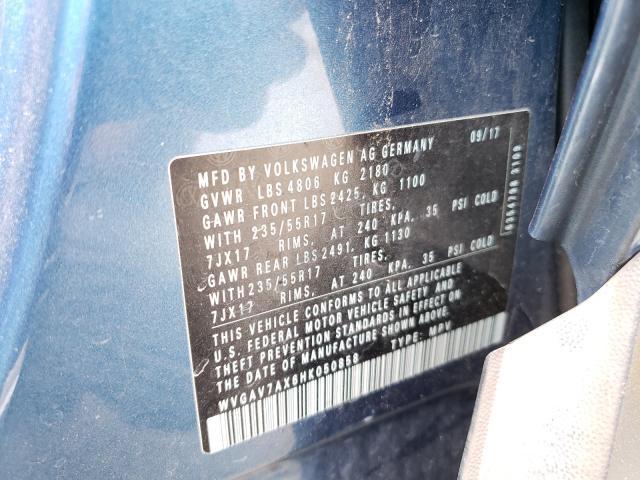 MFD BY VOLKSWAGEN AG GERMANY 09/17
GVWR LBS 4806 KG 2180
GAWR FRONT LBS 2425, KG 1100
WITH 235/55R17 TIRES,
7JX17 RIMS, AT 240 KPA, 35 PSI COLD
GAWR REAR LBS 2491, KG 1130
WITH 235/55R17 TIRES,
7JX17 RIMS, AT 240 KPA, 35 PSI COLD
THIS VEHICLE CONFORMS TO ALL APPLICABLE
U.S. FEDERAL MOTOR VEHICLE SAFETY AND
THEFT PREVENTION STANDARDS IN EFFECT ON
THE DATE OF MANUFACTURE SHOWN ABOVE.
TYPE: MPV